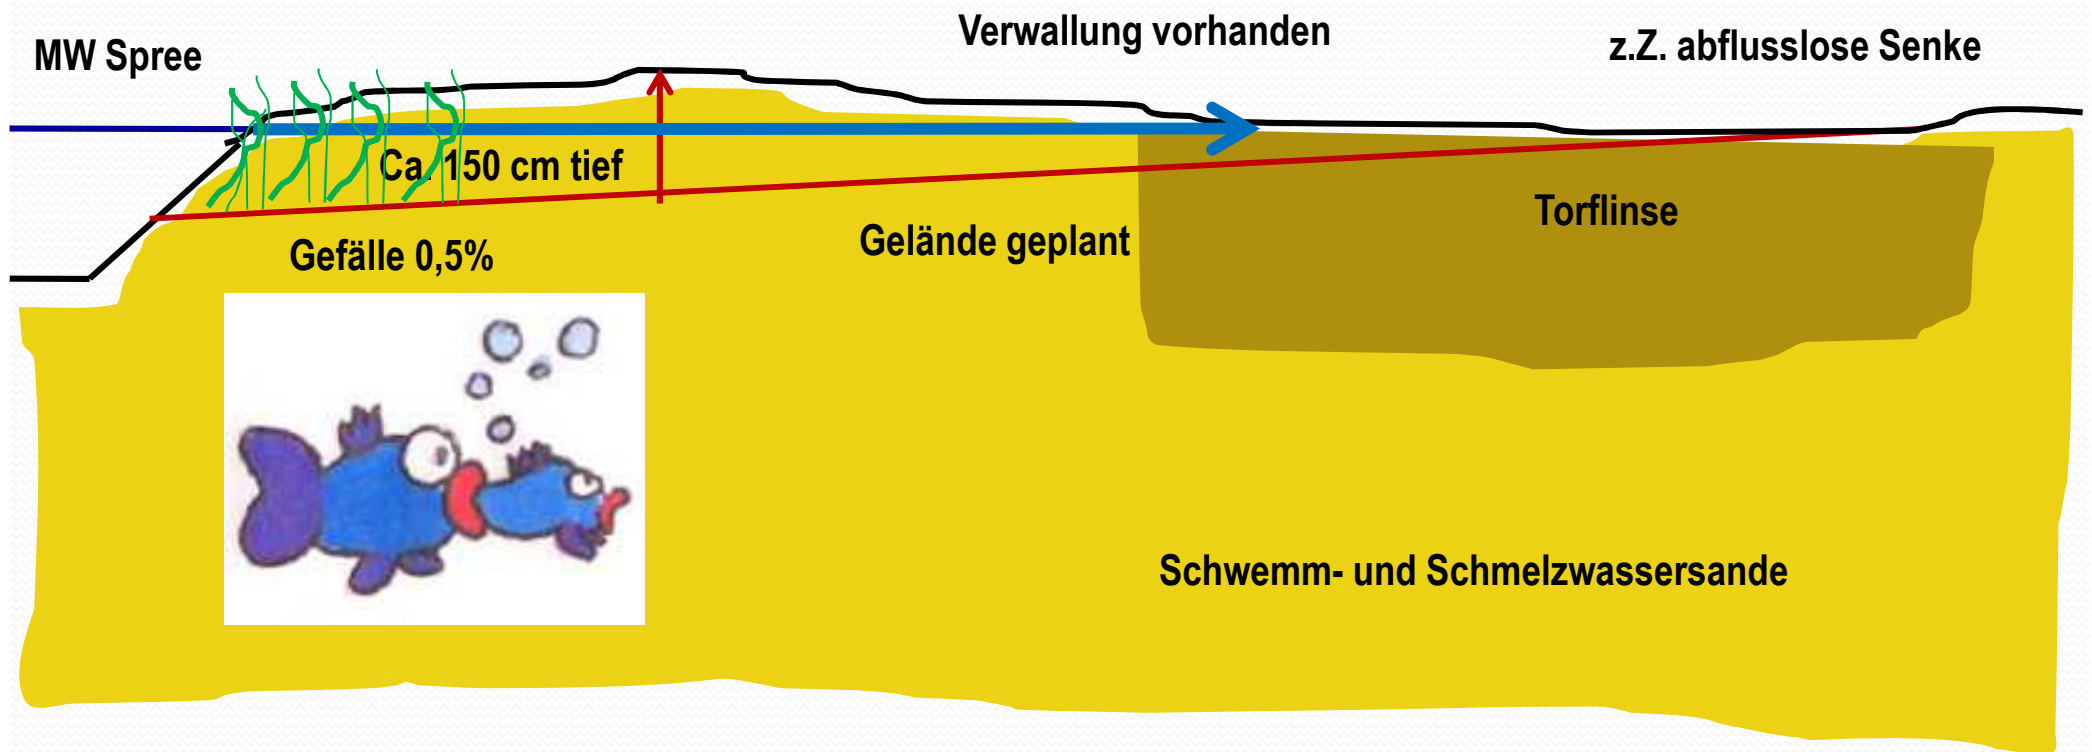 MW Spree
Verwallung vorhanden
z.Z. abflusslose Senke
Ca. 150 cm tief
Gefälle 0,5%
Gelände geplant
Torflinse
Schwemm- und Schmelzwassersande